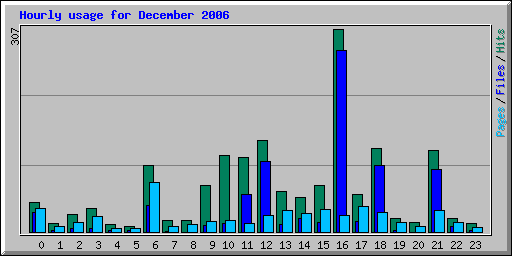 Hourly usage for December 2006
307
Pages/Files/Hits
0 1 2 3 4 5 6 7 8 9 10 11 12 13 14 15 16 17 18 19 20 21 22 23